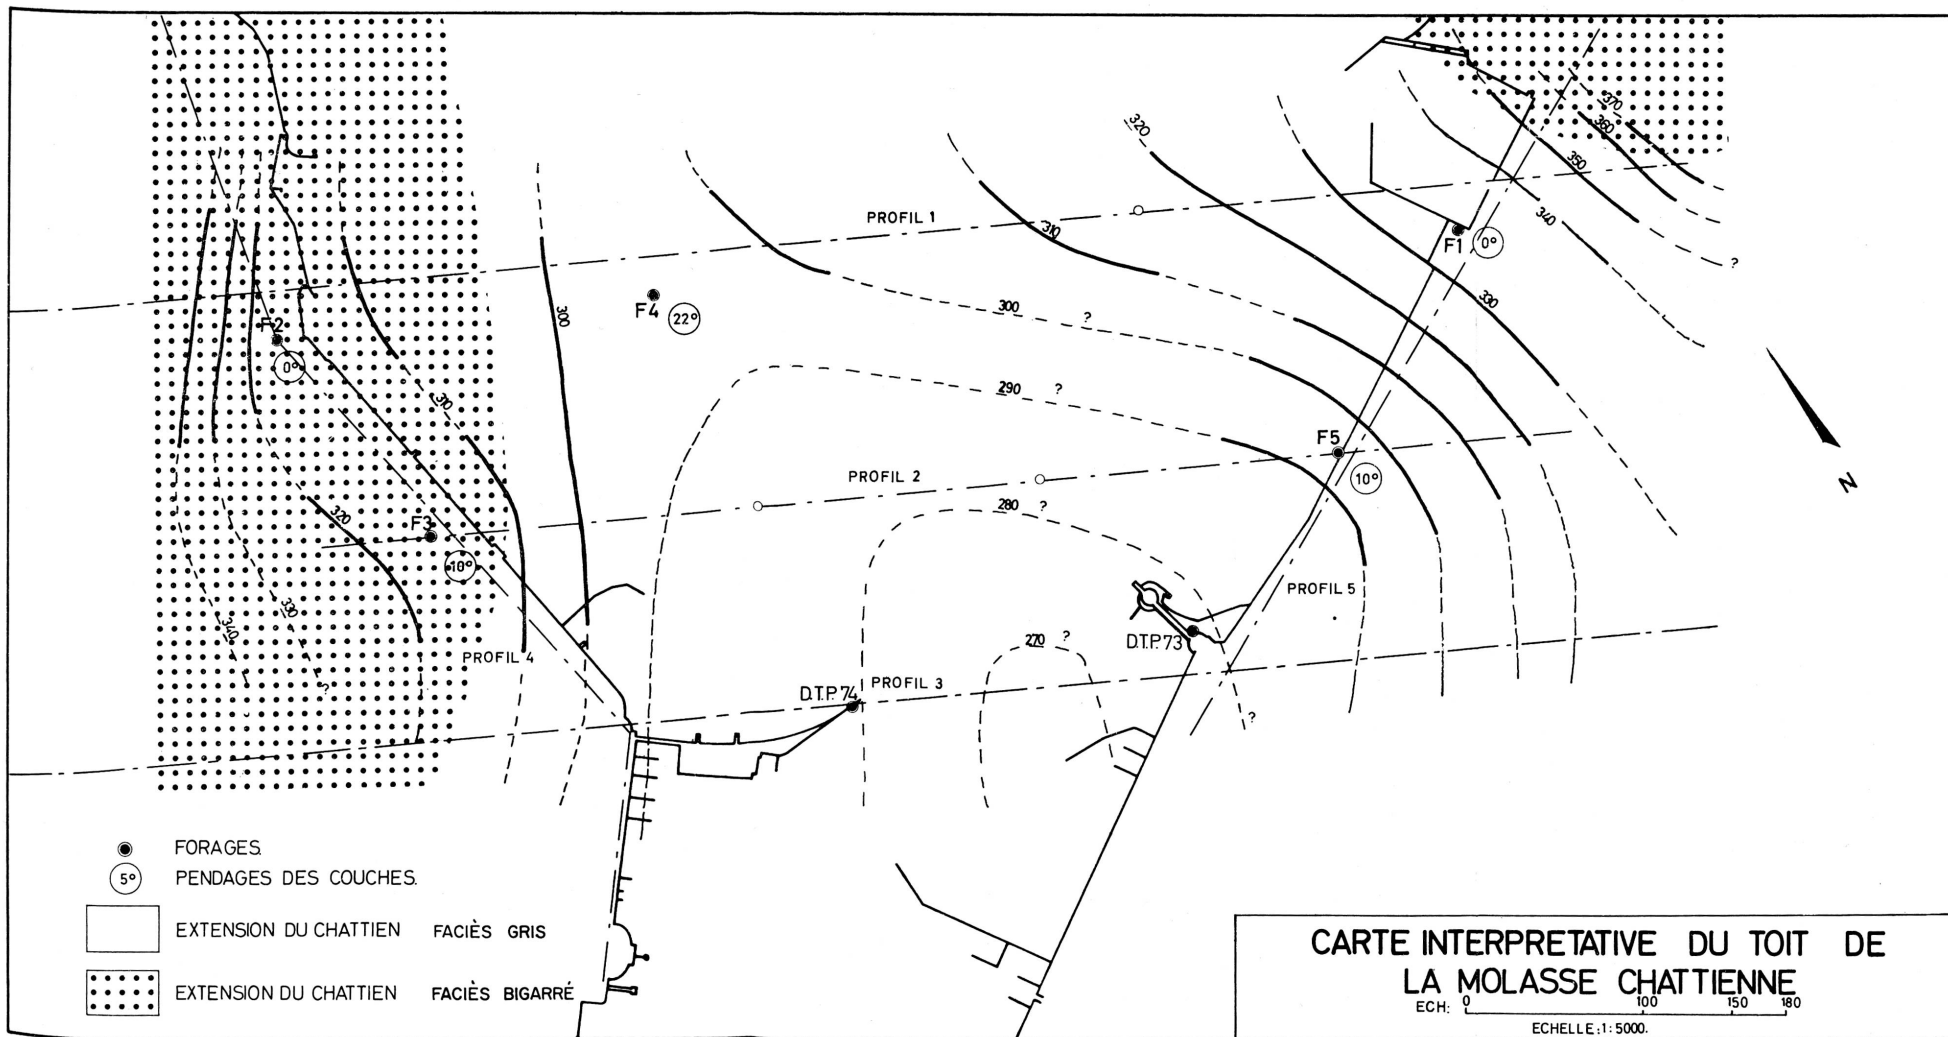 370
360
350
340
320
330
310
PROFIL 1
F1
0°
300
F4
22°
300
?
?
F2
0°
290
?
310
F5
10°
PROFIL 2
280
?
320
F3
10°
N
330
340
?
PROFIL 4
PROFIL 5
270
?
D.T.P. 73
D.T.P. 74
PROFIL 3
?
FORAGES.
5°
PENDAGES DES COUCHES.
EXTENSION DU CHATTIEN FACIÈS GRIS
EXTENSION DU CHATTIEN FACIÈS BIGARRÉ
CARTE INTERPRETATIVE DU TOIT DE
LA MOLASSE CHATTIENNE
ECH: 0 100 150 180
ECHELLE: 1:5000.